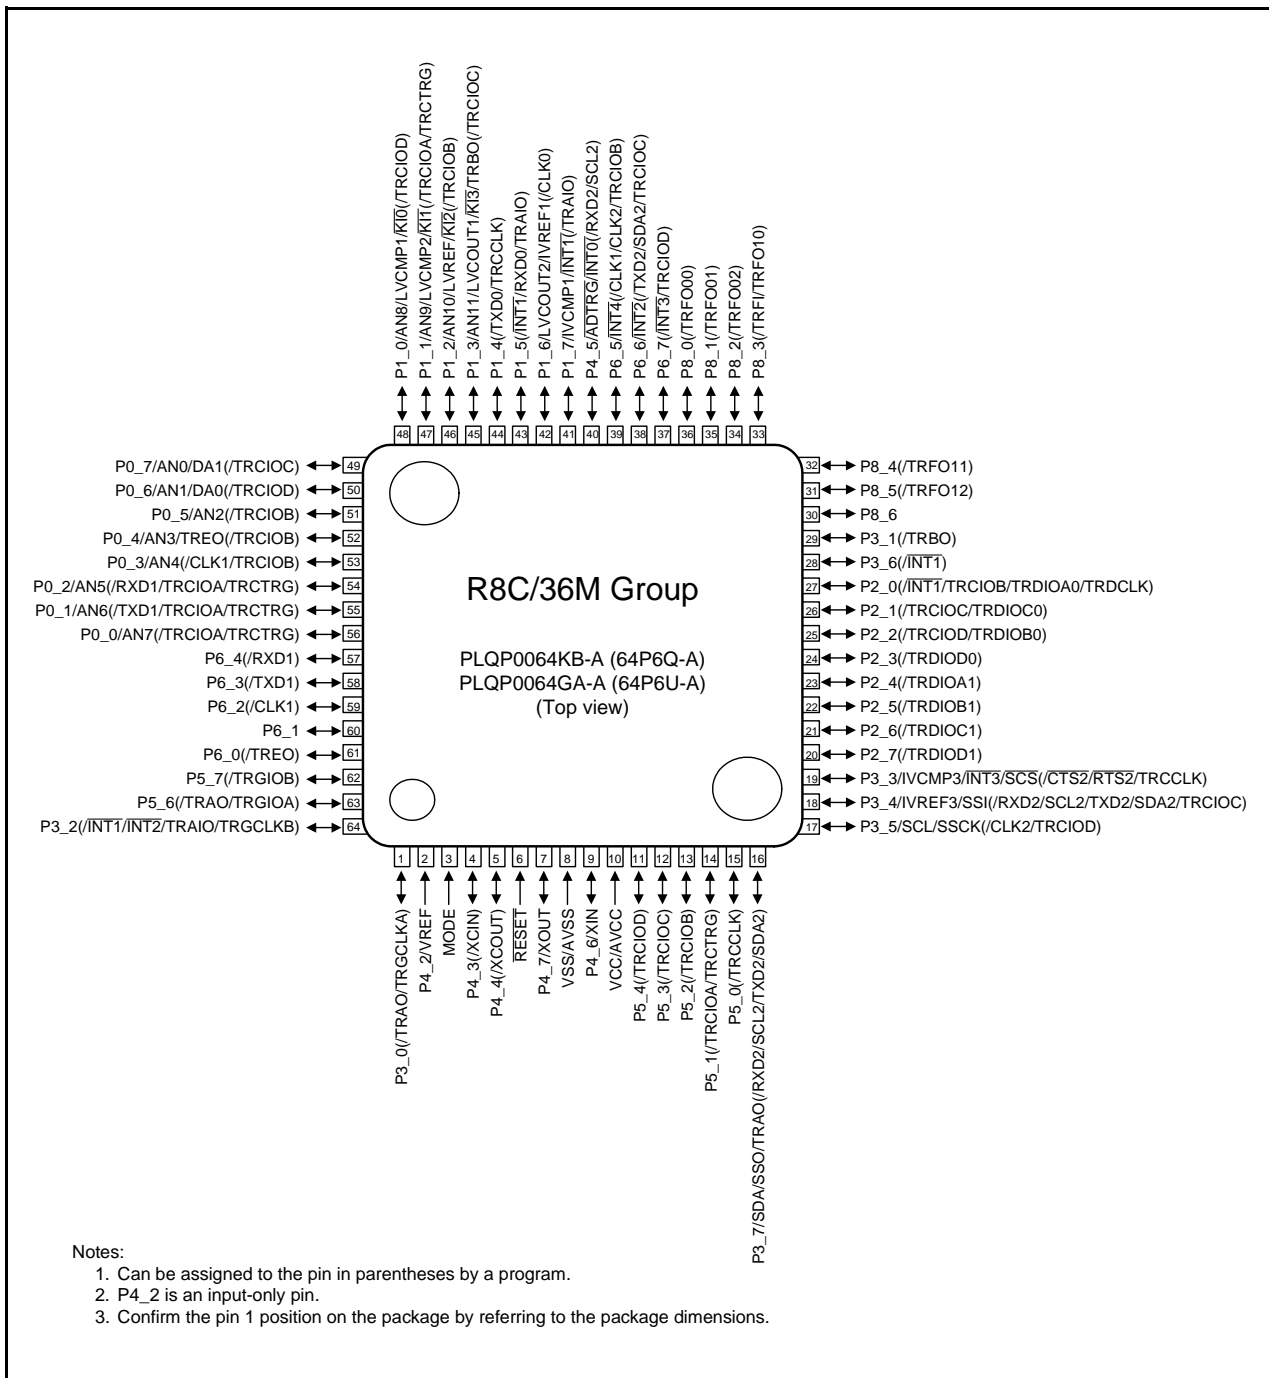 P1_0/AN8/LVCMP1/KI0(/TRCIOD)
P1_1/AN9/LVCMP2/KI1(/TRCIOA/TRCTRG)
P1_2/AN10/LVREF/KI2(/TRCIOB)
P1_3/AN11/LVCOUT1/KI3/TRBO(/TRCIOC)
P1_4(/TXD0/TRCCLK)
P1_5(/INT1/RXD0/TRAIO)
P1_6/LVCOUT2/IVREF1(/CLK0)
P1_7/IVCMP1/INT1(/TRAIO)
P4_5/ADTRG/INT0(/RXD2/SCL2)
P6_5/INT4(/CLK1/CLK2/TRCIOB)
P6_6/INT2(/TXD2/SDA2/TRCIOC)
P6_7(/INT3/TRCIOD)
P8_0(/TRFO00)
P8_1(/TRFO01)
P8_2(/TRFO02)
P8_3(/TRFI/TRFO10)
48 47 46 45 44 43 42 41 40 39 38 37 36 35 34 33
P0_7/AN0/DA1(/TRCIOC) 49
P0_6/AN1/DA0(/TRCIOD) 50
P0_5/AN2(/TRCIOB) 51
P0_4/AN3/TREO(/TRCIOB) 52
P0_3/AN4(/CLK1/TRCIOB) 53
P0_2/AN5(/RXD1/TRCIOA/TRCTRG) 54
P0_1/AN6(/TXD1/TRCIOA/TRCTRG) 55
P0_0/AN7(/TRCIOA/TRCTRG) 56
P6_4(/RXD1) 57
P6_3(/TXD1) 58
P6_2(/CLK1) 59
P6_1 60
P6_0(/TREO) 61
P5_7(/TRGIOB) 62
P5_6(/TRAO/TRGIOA) 63
P3_2(/INT1/INT2/TRAIO/TRGCLKB) 64
R8C/36M Group
PLQP0064KB-A (64P6Q-A)
PLQP0064GA-A (64P6U-A)
(Top view)
32 P8_4(/TRFO11)
31 P8_5(/TRFO12)
30 P8_6
29 P3_1(/TRBO)
28 P3_6(/INT1)
27 P2_0(/INT1/TRCIOB/TRDIOA0/TRDCLK)
26 P2_1(/TRCIOC/TRDIOC0)
25 P2_2(/TRCIOD/TRDIOB0)
24 P2_3(/TRDIOD0)
23 P2_4(/TRDIOA1)
22 P2_5(/TRDIOB1)
21 P2_6(/TRDIOC1)
20 P2_7(/TRDIOD1)
19 P3_3/IVCMP3/INT3/SCS(/CTS2/RTS2/TRCCLK)
18 P3_4/IVREF3/SSI(/RXD2/SCL2/TXD2/SDA2/TRCIOC)
17 P3_5/SCL/SSCK(/CLK2/TRCIOD)
1 2 3 4 5 6 7 8 9 10 11 12 13 14 15 16
P3_0(/TRAO/TRGCLKA)
P4_2/VREF
MODE
P4_3(/XCIN)
P4_4(/XCOUT)
RESET
P4_7/XOUT
VSS/AVSS
P4_6/XIN
VCC/AVCC
P5_4(/TRCIOD)
P5_3(/TRCIOC)
P5_2(/TRCIOB)
P5_1(/TRCIOA/TRCTRG)
P5_0(/TRCCLK)
P3_7/SDA/SSO/TRAO(/RXD2/SCL2/TXD2/SDA2)
Notes:
1. Can be assigned to the pin in parentheses by a program.
2. P4_2 is an input-only pin.
3. Confirm the pin 1 position on the package by referring to the package dimensions.